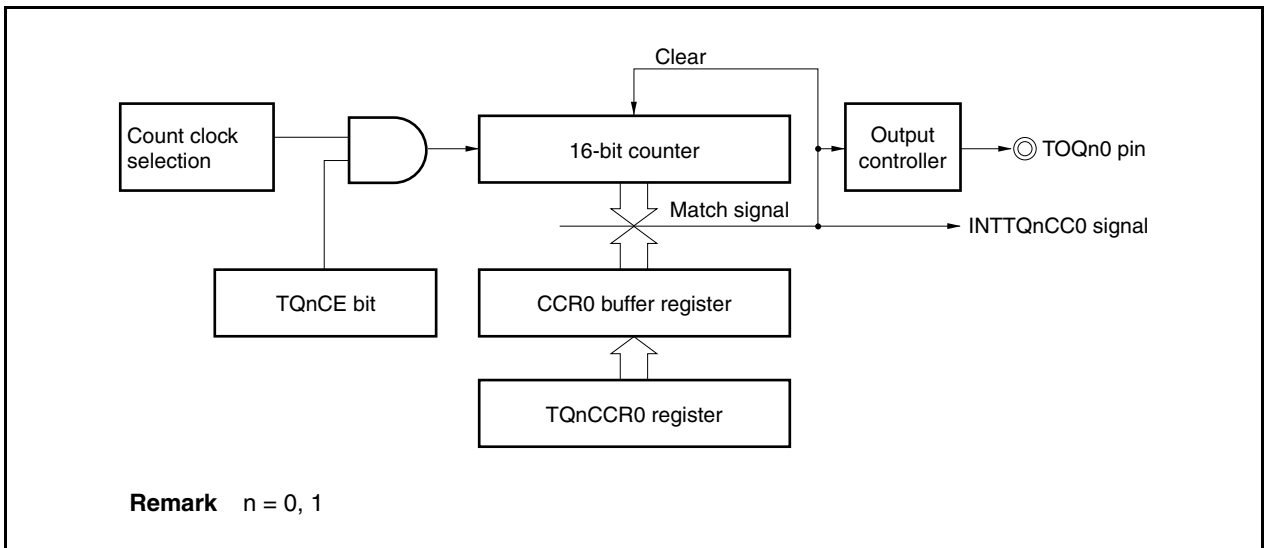 Clear
Count clock
selection
16-bit counter
Output
controller
TOQn0 pin
Match signal
INTTQnCC0 signal
TQnCE bit
CCR0 buffer register
TQnCCR0 register
Remark n = 0, 1